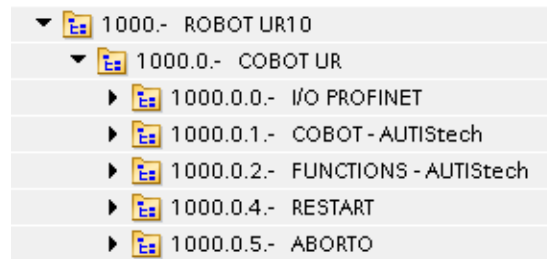 1000.- ROBOT UR10
1000.0.- COBOT UR
1000.0.0.- I/O PROFINET
1000.0.1.- COBOT - AUTIStech
1000.0.2.- FUNCTIONS - AUTIStech
1000.0.4.- RESTART
1000.0.5.- ABORTO